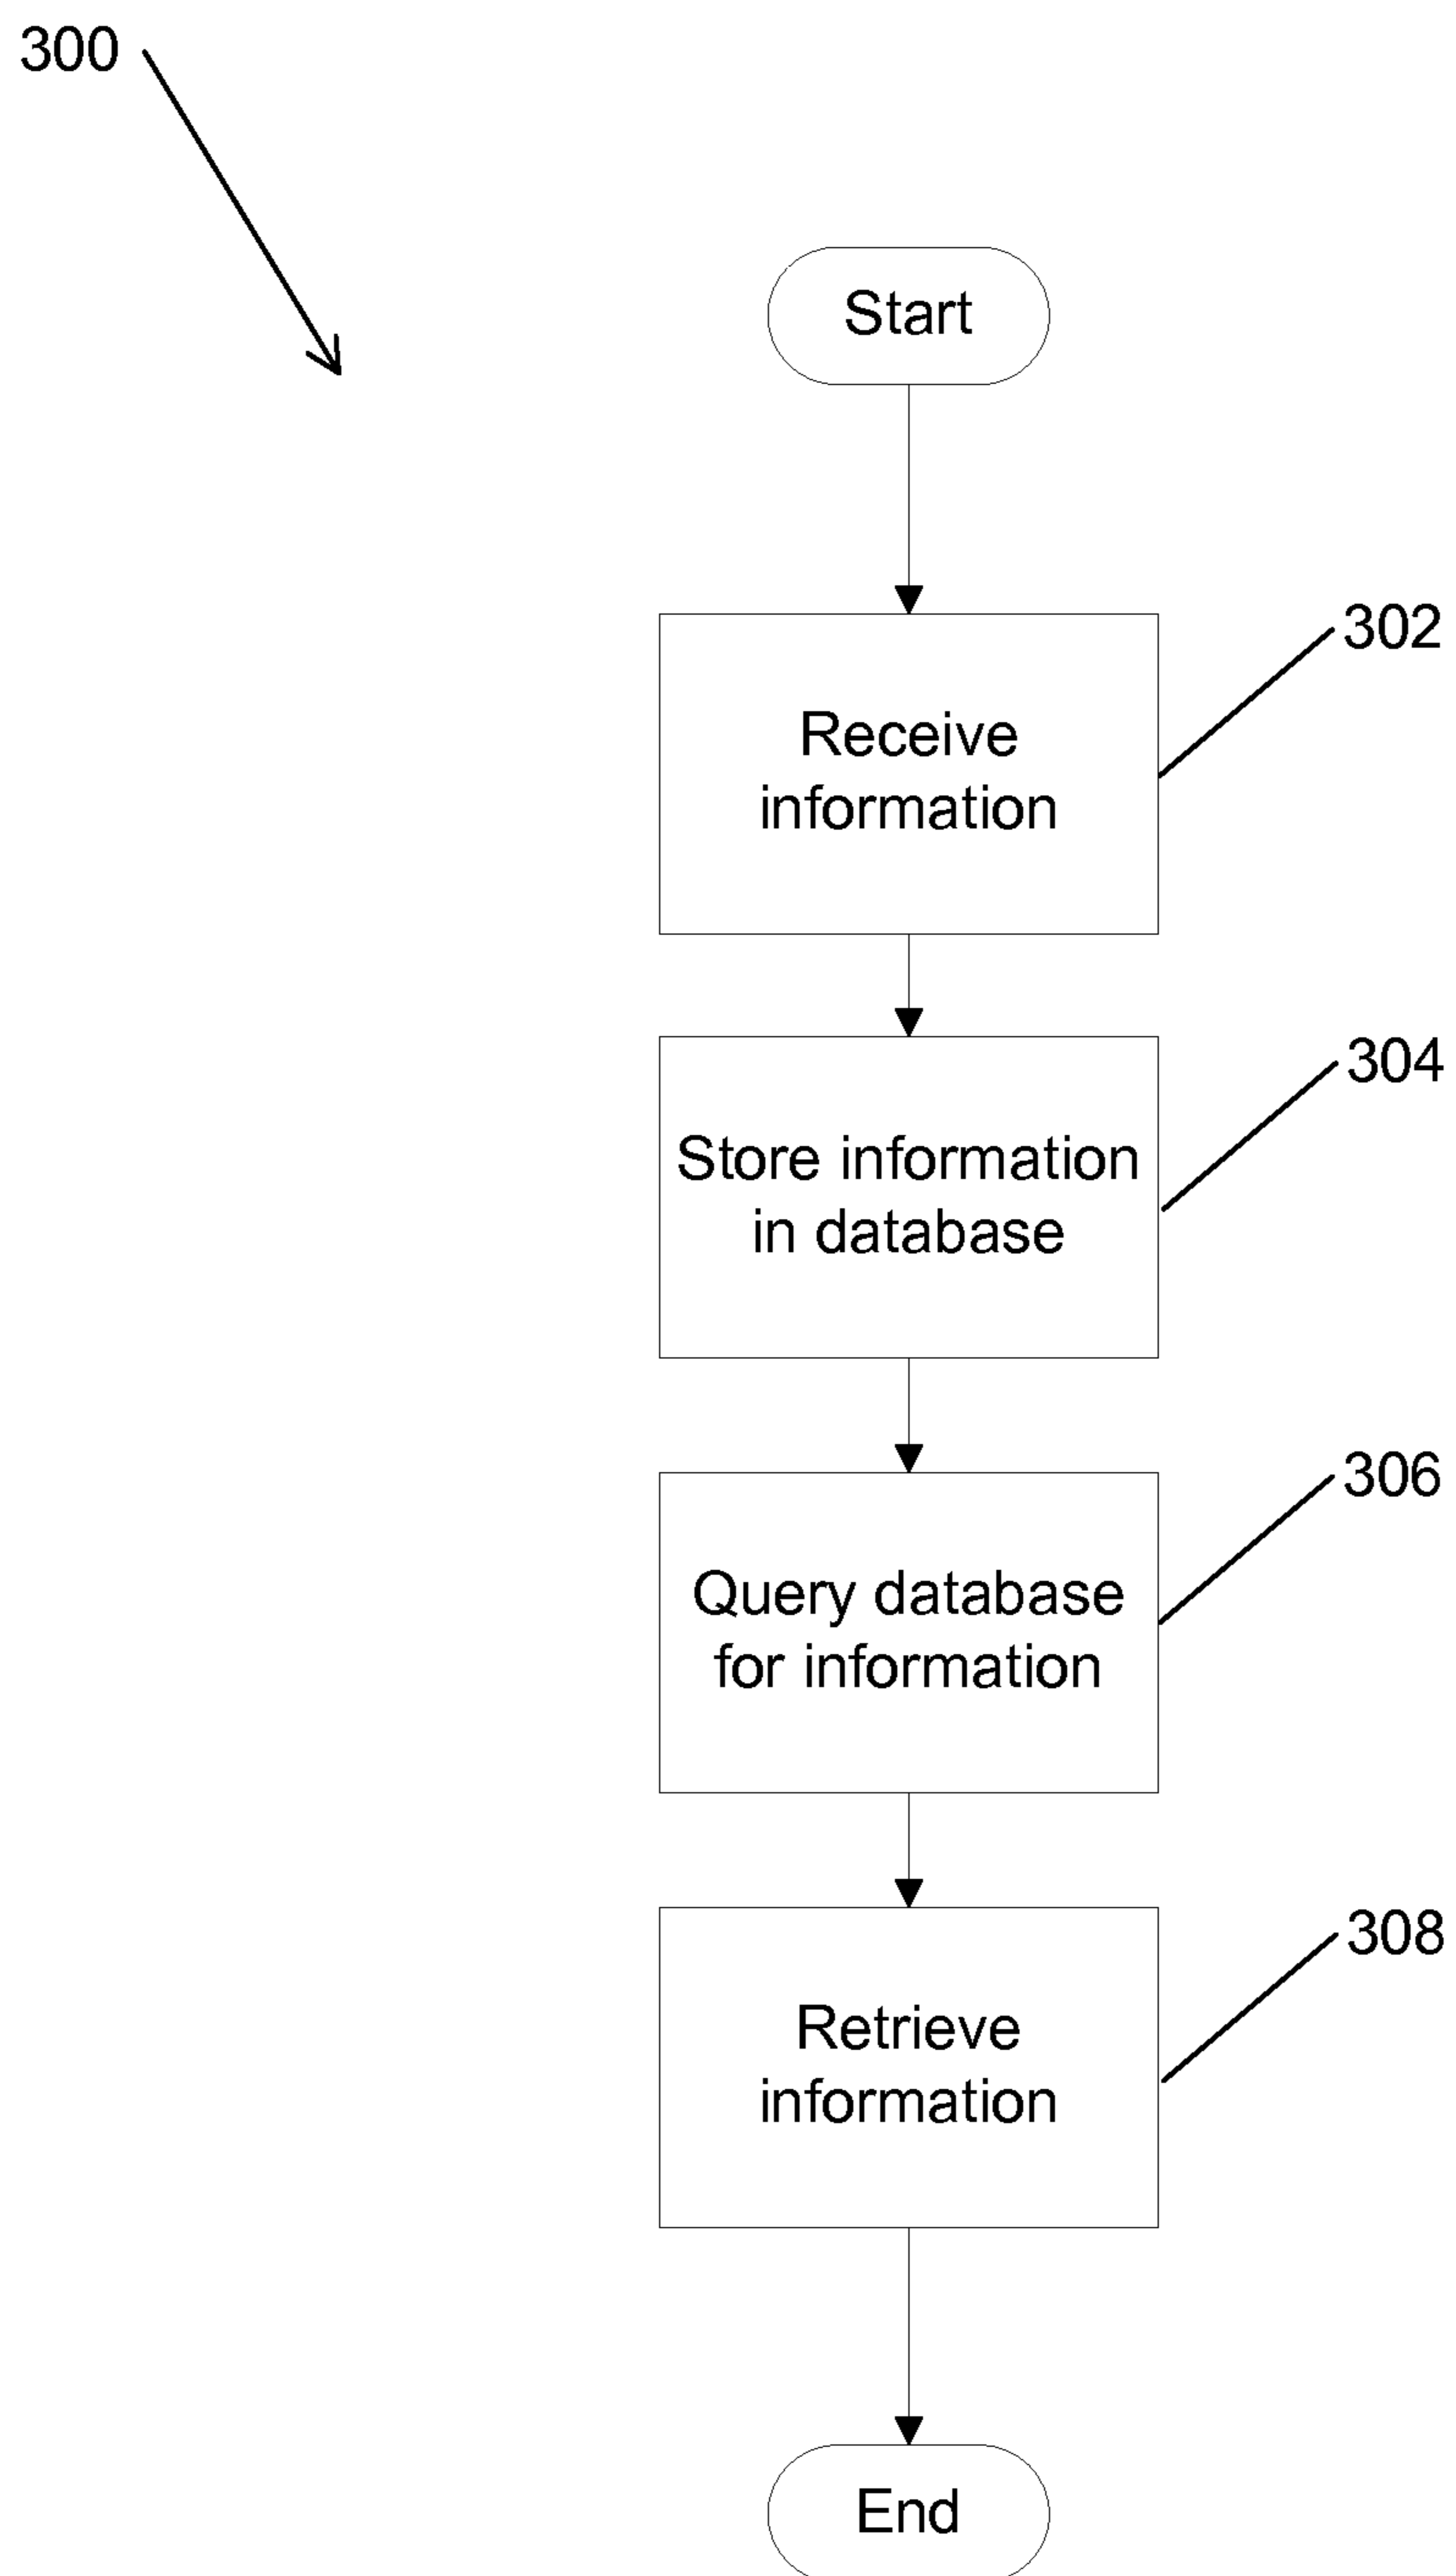 300
Start
302
Receive
information
304
Store information
in database
306
Query database
for information
308
Retrieve
information
End